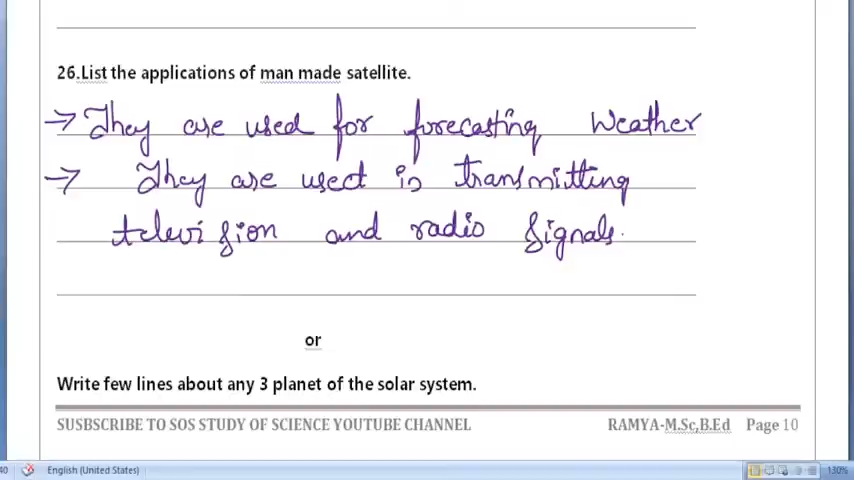 26.List the applications of man made satellite.
→ They are used for forecasting Weather
→ They are used in transmitting
television and radio signals.
or
Write few lines about any 3 planet of the solar system.
SUSBSCRIBE TO SOS STUDY OF SCIENCE YOUTUBE CHANNEL RAMYA-M.Sc,B.Ed Page 10
40 English (United States) 130%